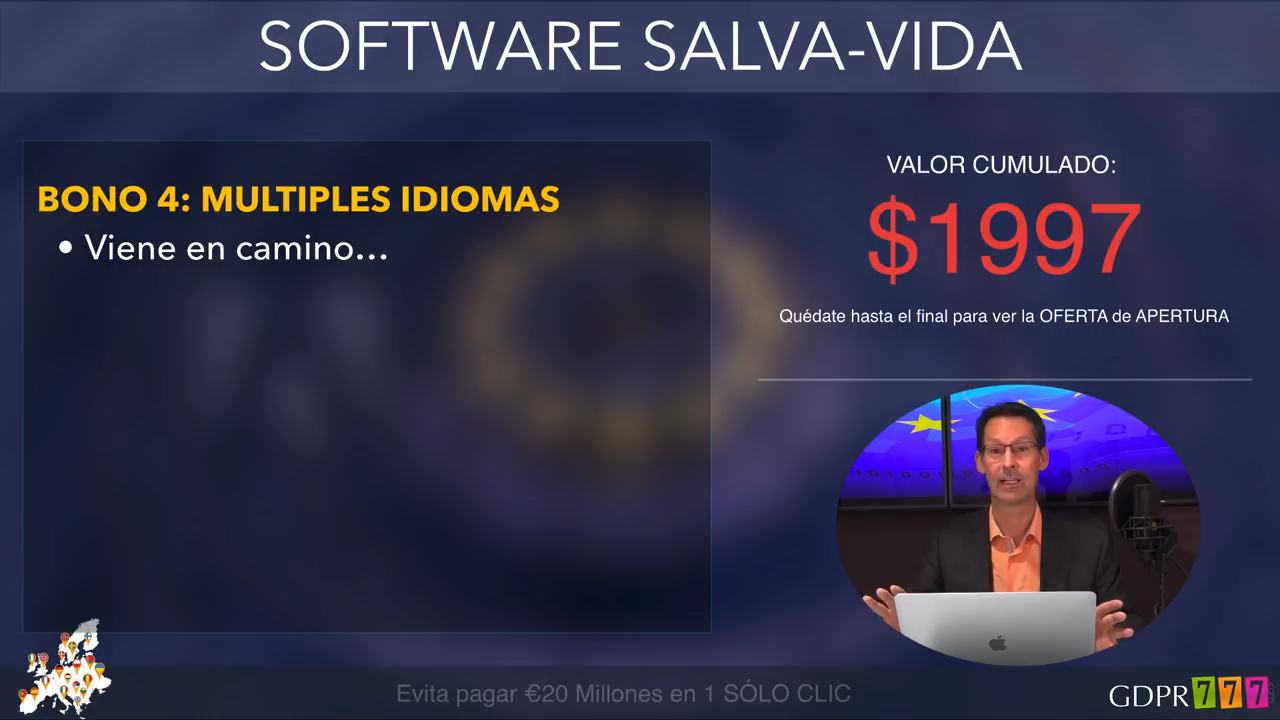 SOFTWARE SALVA-VIDA
BONO 4: MULTIPLES IDIOMAS
• Viene en camino...
VALOR CUMULADO:
$1997
Quédate hasta el final para ver la OFERTA de APERTURA
Evita pagar €20 Millones en 1 SÓLO CLIC
GDPR777